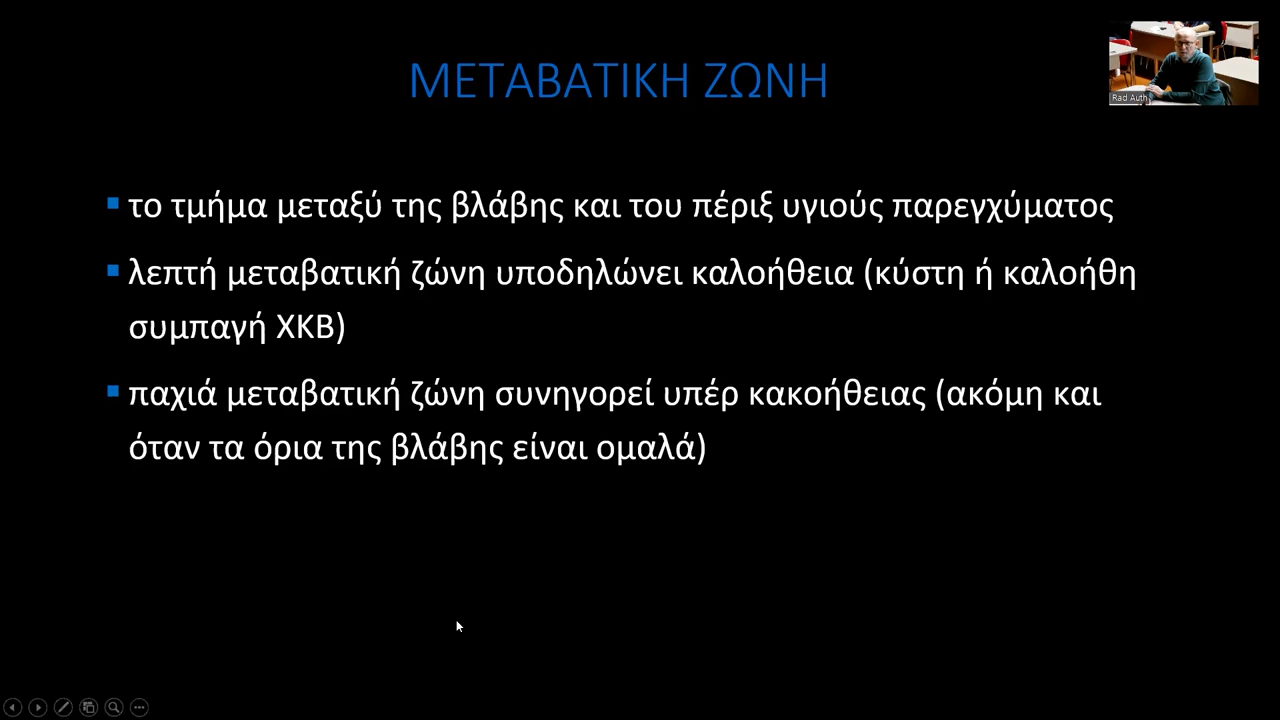 ΜΕΤΑΒΑΤΙΚΗ ΖΩΝΗ
Rad Auth
▪ το τμήμα μεταξύ της βλάβης και του πέριξ υγιούς παρεγχύματος
▪ λεπτή μεταβατική ζώνη υποδηλώνει καλοήθεια (κύστη ή καλοήθη
συμπαγή ΧΚΒ)
▪ παχιά μεταβατική ζώνη συνηγορεί υπέρ κακοήθειας (ακόμη και
όταν τα όρια της βλάβης είναι ομαλά)